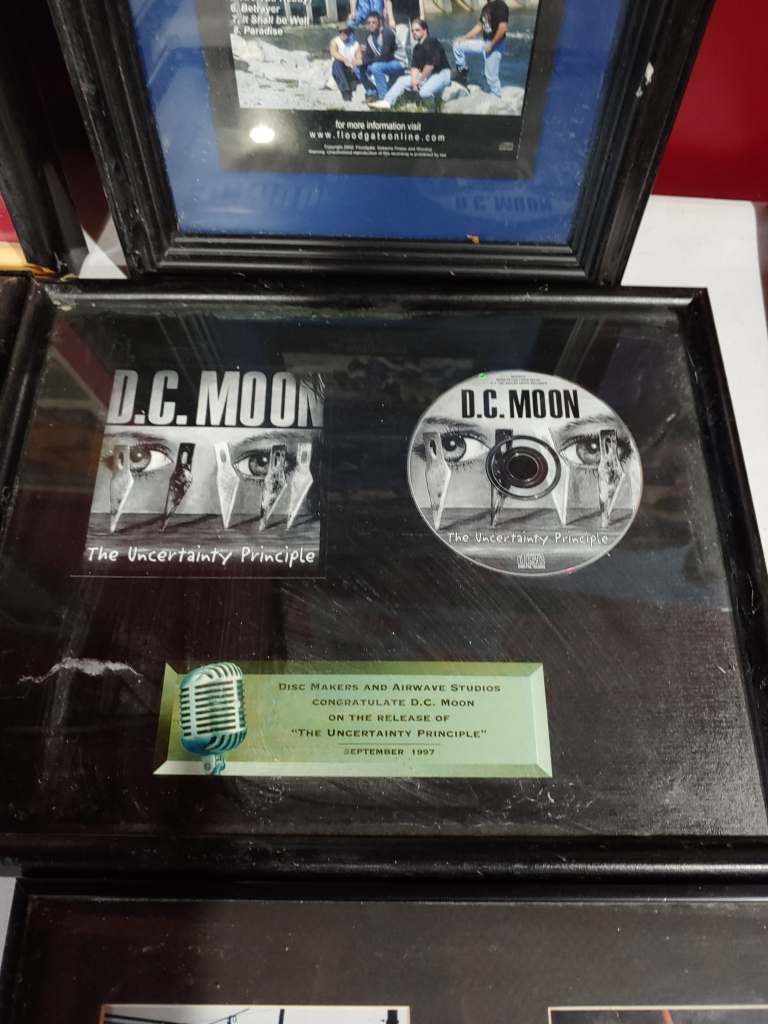 6. Betrayer
7. It Shall be Well
8. Paradise
for more information visit
www.floodgateonline.com
D.C. MOON
D.C. MOON
The Uncertainty Principle
D.C. MOON
The Uncertainty Principle
DISC MAKERS AND AIRWAVE STUDIOS
CONGRATULATE D.C. MOON
ON THE RELEASE OF
"THE UNCERTAINTY PRINCIPLE"
SEPTEMBER 1997